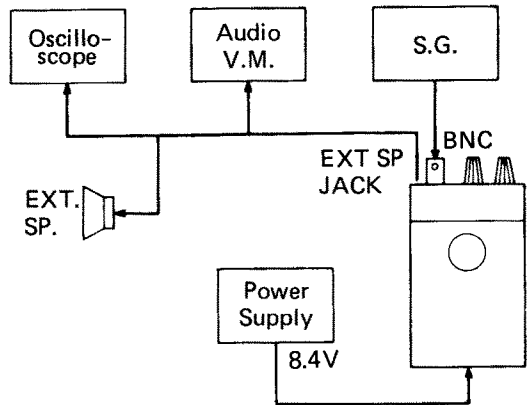 Oscillo-
scope
Audio
V.M.
S.G.
BNC
EXT SP
JACK
EXT.
SP.
Power
Supply
8.4V